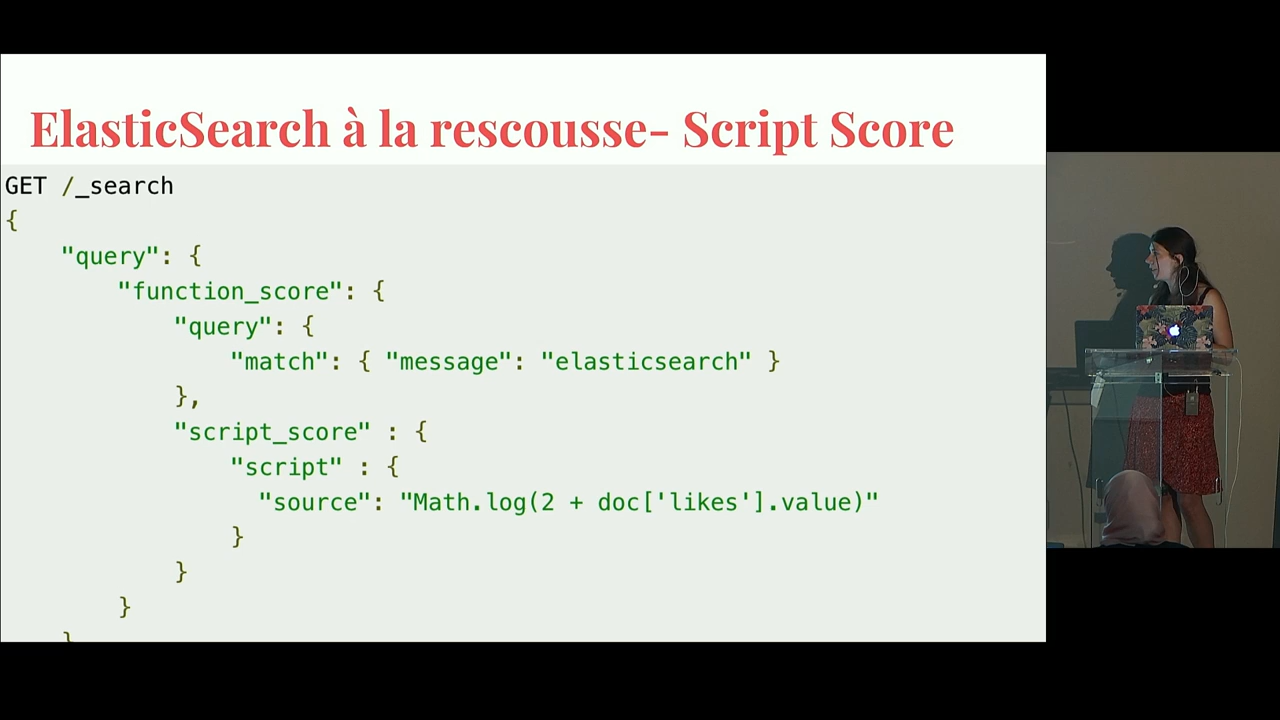 ElasticSearch à la rescousse- Script Score
GET /_search
{
"query": {
"function_score": {
"query": {
"match": { "message": "elasticsearch" }
},
"script_score" : {
"script" : {
"source": "Math.log(2 + doc['likes'].value)"
}
}
}
}